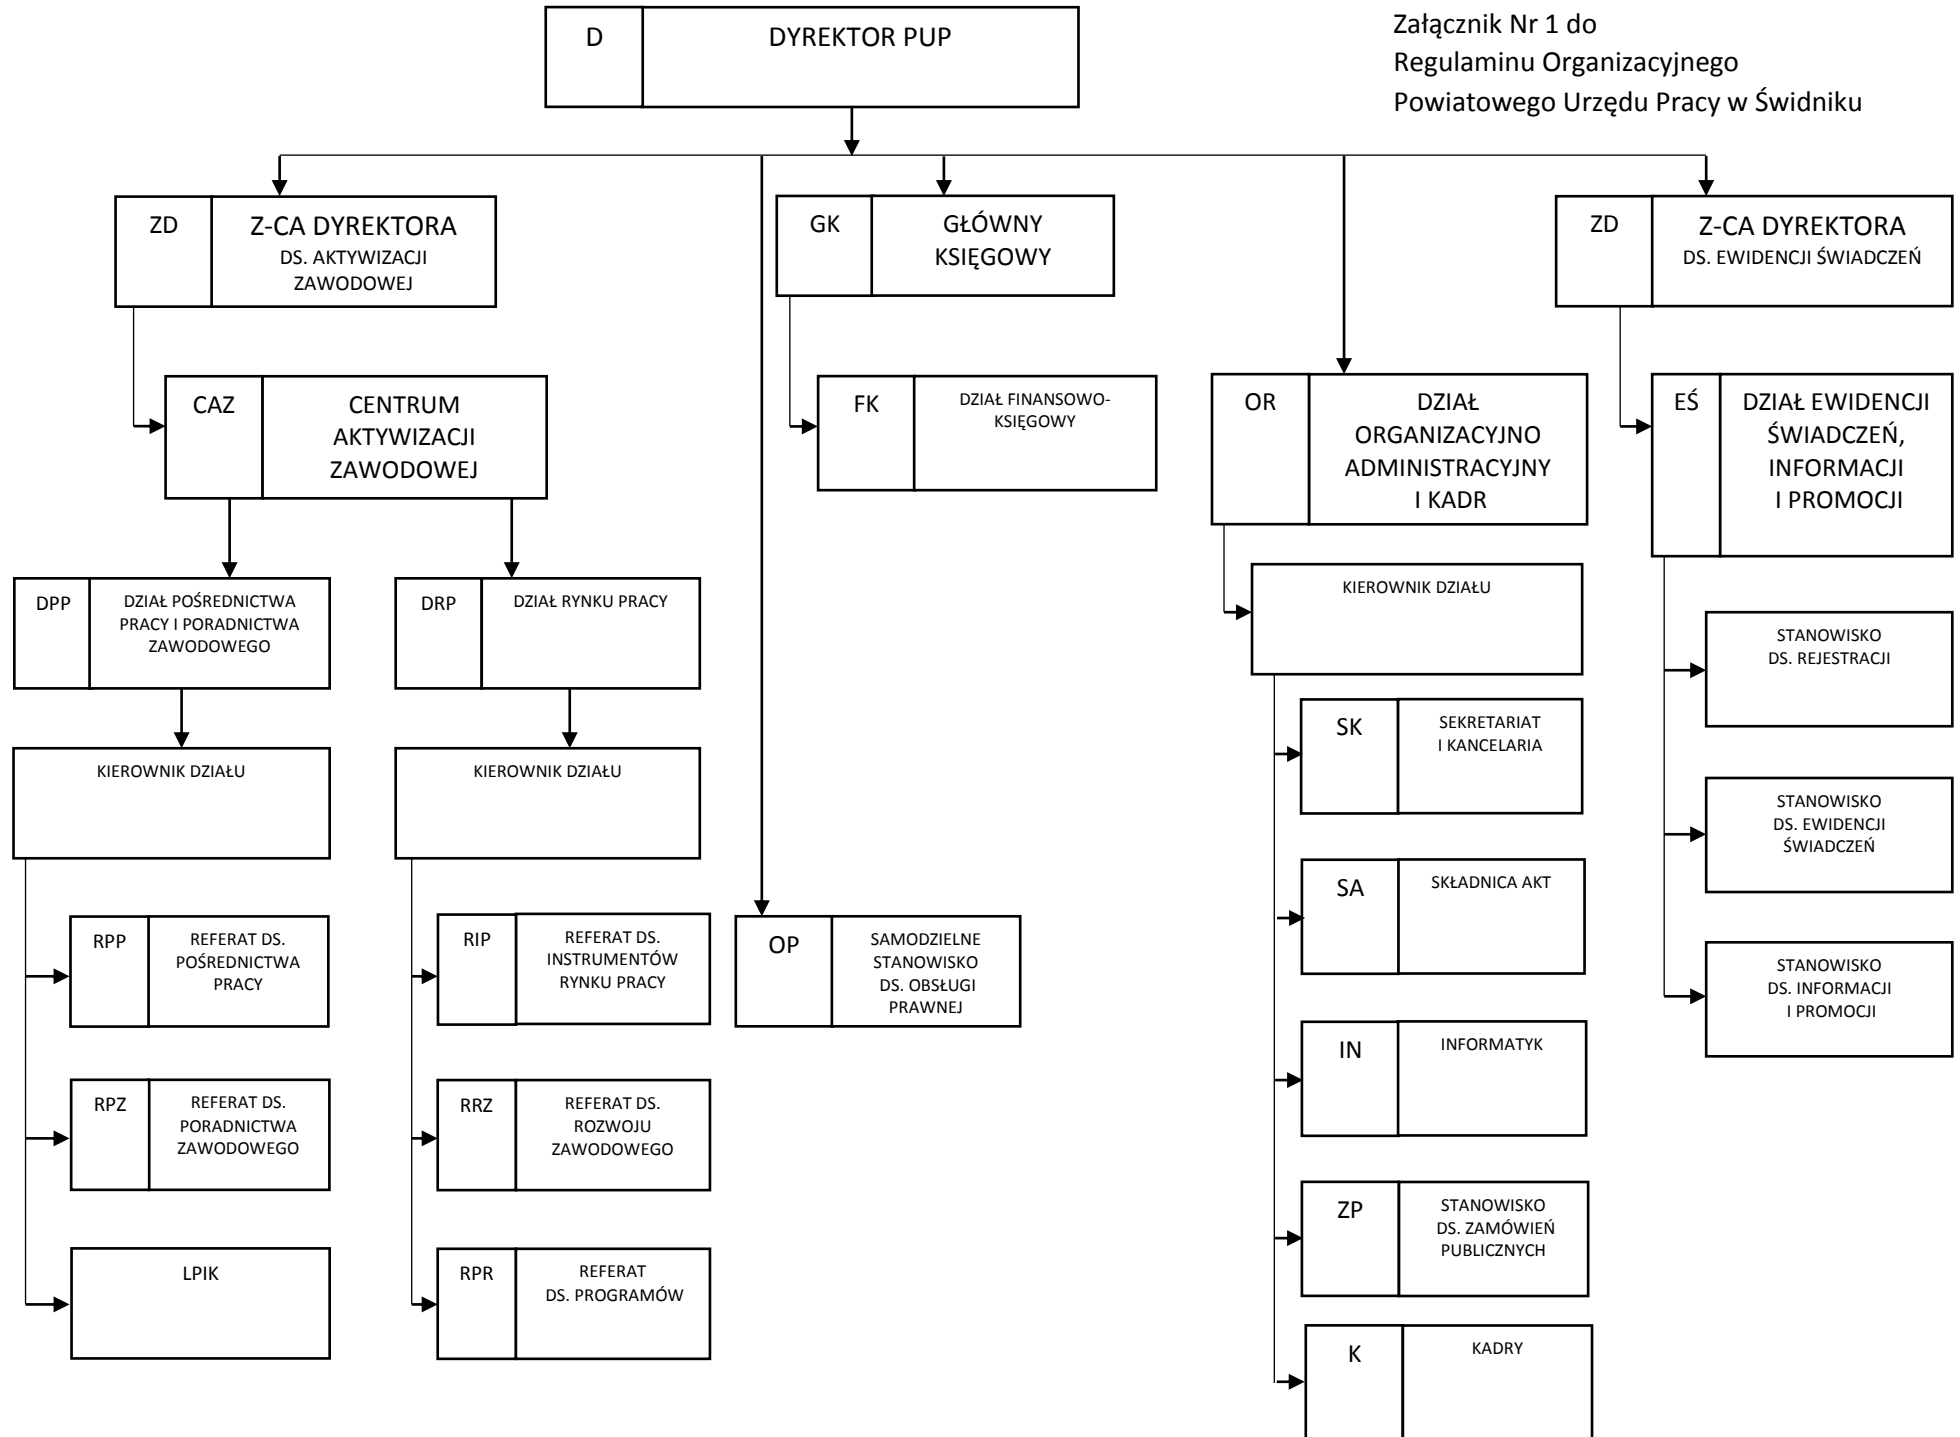 D
DYREKTOR PUP
Załącznik Nr 1 do
Regulaminu Organizacyjnego
Powiatowego Urzędu Pracy w Świdniku
ZD
Z-CA DYREKTORA
DS. AKTYWIZACJI
ZAWODOWEJ
GK
GŁÓWNY
KSIĘGOWY
ZD
Z-CA DYREKTORA
DS. EWIDENCJI ŚWIADCZEŃ
CAZ
CENTRUM
AKTYWIZACJI
ZAWODOWEJ
FK
DZIAŁ FINANSOWO-
KSIĘGOWY
OR
DZIAŁ
ORGANIZACYJNO
ADMINISTRACYJNY
I KADR
EŚ
DZIAŁ EWIDENCJI
ŚWIADCZEŃ,
INFORMACJI
I PROMOCJI
DPP
DZIAŁ POŚREDNICTWA
PRACY I PORADNICTWA
ZAWODOWEGO
DRP
DZIAŁ RYNKU PRACY
KIEROWNIK DZIAŁU
STANOWISKO
DS. REJESTRACJI
KIEROWNIK DZIAŁU
KIEROWNIK DZIAŁU
SK
SEKRETARIAT
I KANCELARIA
STANOWISKO
DS. EWIDENCJI
ŚWIADCZEŃ
SA
SKŁADNICA AKT
RPP
REFERAT DS.
POŚREDNICTWA
PRACY
RIP
REFERAT DS.
INSTRUMENTÓW
RYNKU PRACY
OP
SAMODZIELNE
STANOWISKO
DS. OBSŁUGI
PRAWNEJ
STANOWISKO
DS. INFORMACJI
I PROMOCJI
IN
INFORMATYK
RPZ
REFERAT DS.
PORADNICTWA
ZAWODOWEGO
RRZ
REFERAT DS.
ROZWOJU
ZAWODOWEGO
ZP
STANOWISKO
DS. ZAMÓWIEŃ
PUBLICZNYCH
LPIK
RPR
REFERAT
DS. PROGRAMÓW
K
KADRY